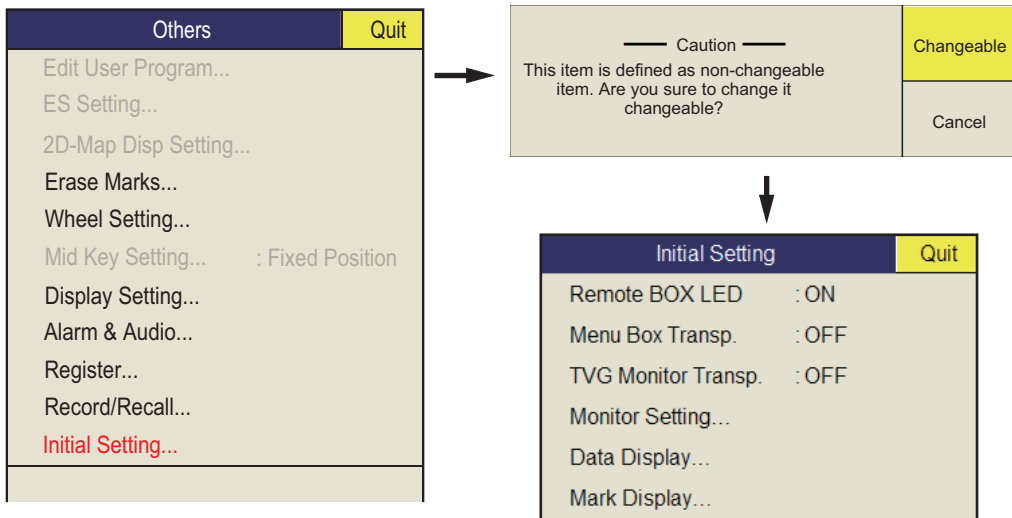 Others
Quit
Edit User Program...
ES Setting...
2D-Map Disp Setting...
Erase Marks...
Wheel Setting...
Mid Key Setting... : Fixed Position
Display Setting...
Alarm & Audio...
Register...
Record/Recall...
Initial Setting...
Caution
This item is defined as non-changeable
item. Are you sure to change it
changeable?
Changeable
Cancel
Initial Setting
Quit
Remote BOX LED : ON
Menu Box Transp. : OFF
TVG Monitor Transp. : OFF
Monitor Setting...
Data Display...
Mark Display...